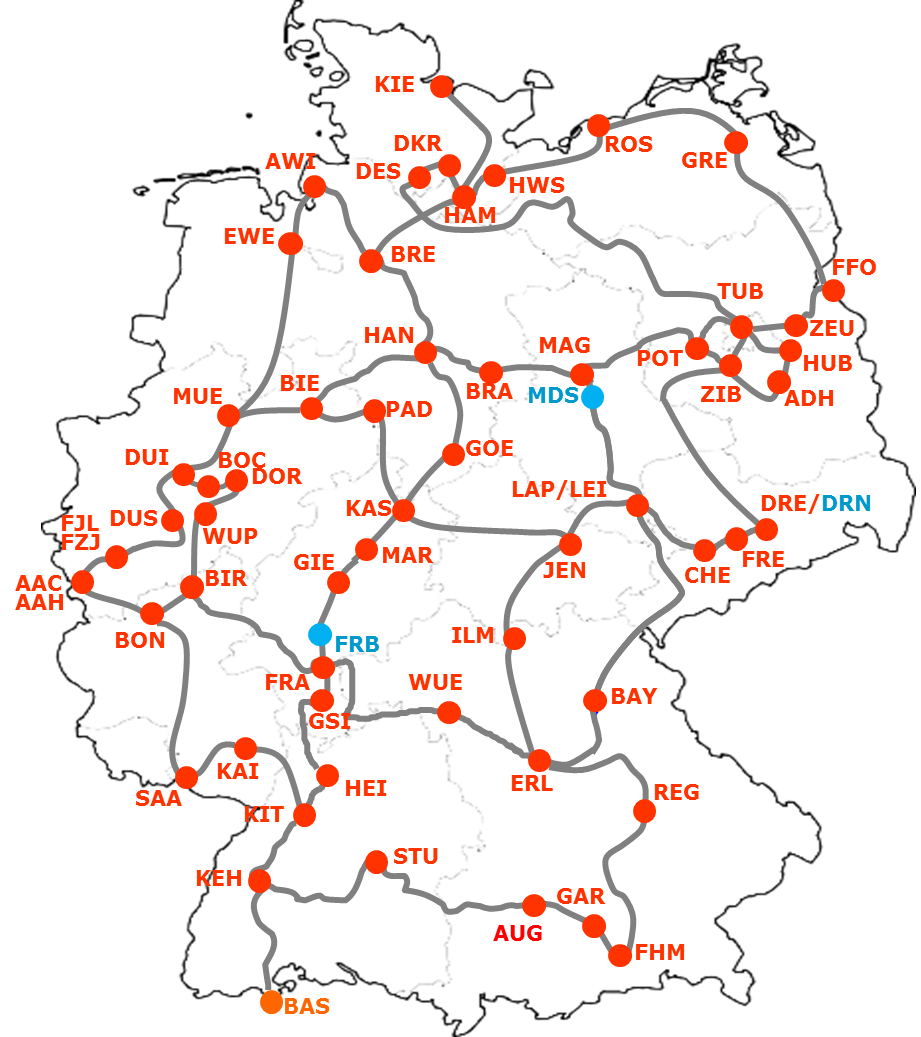 KIE
DKR
ROS
AWI
DES
HWS
GRE
HAM
EWE
BRE
FFO
TUB
HAN
ZEU
MAG
POT
HUB
BIE
BRA
MDS
ZIB
ADH
MUE
PAD
GOE
DUI
BOC
DOR
LAP/LEI
KAS
DRE/DRN
FJL
DUS
FZJ
WUP
MAR
FRE
JEN
CHE
GIE
AAC
BIR
AAH
BON
FRB
ILM
FRA
WUE
BAY
GSI
KAI
ERL
HEI
REG
SAA
KIT
STU
KEH
GAR
AUG
FHM
BAS